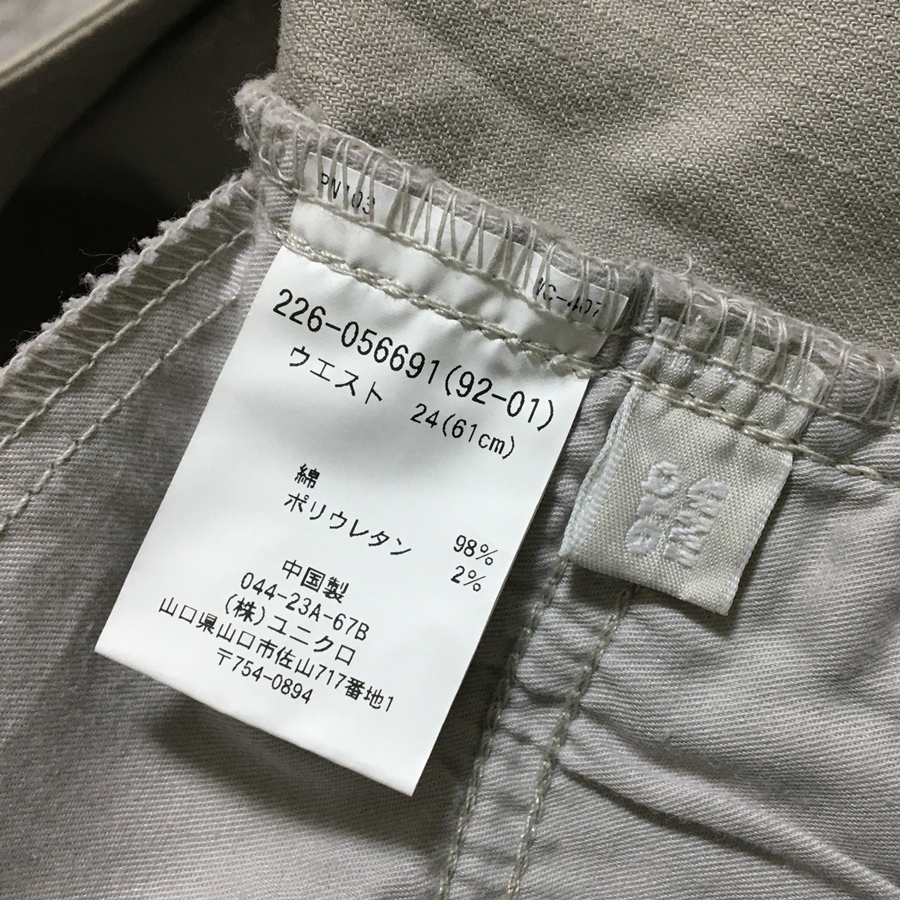 PN103
226-056691(92-01)
ウエスト 24(61cm)
綿 98%
ポリウレタン 2%
中国製
044-23A-67B
(株)ユニクロ
山口県山口市佐山717番地1
〒754-0894